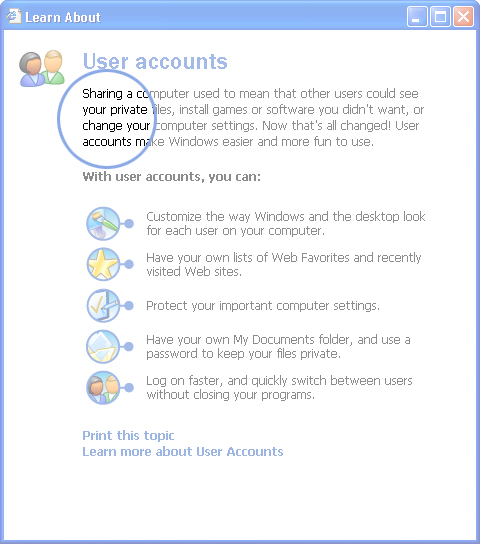 Learn About
User accounts
Sharing a computer used to mean that other users could see
your private files, install games or software you didn't want, or
change your computer settings. Now that's all changed! User
accounts make Windows easier and more fun to use.
With user accounts, you can:
Customize the way Windows and the desktop look
for each user on your computer.
Have your own lists of Web Favorites and recently
visited Web sites.
Protect your important computer settings.
Have your own My Documents folder, and use a
password to keep your files private.
Log on faster, and quickly switch between users
without closing your programs.
Print this topic
Learn more about User Accounts